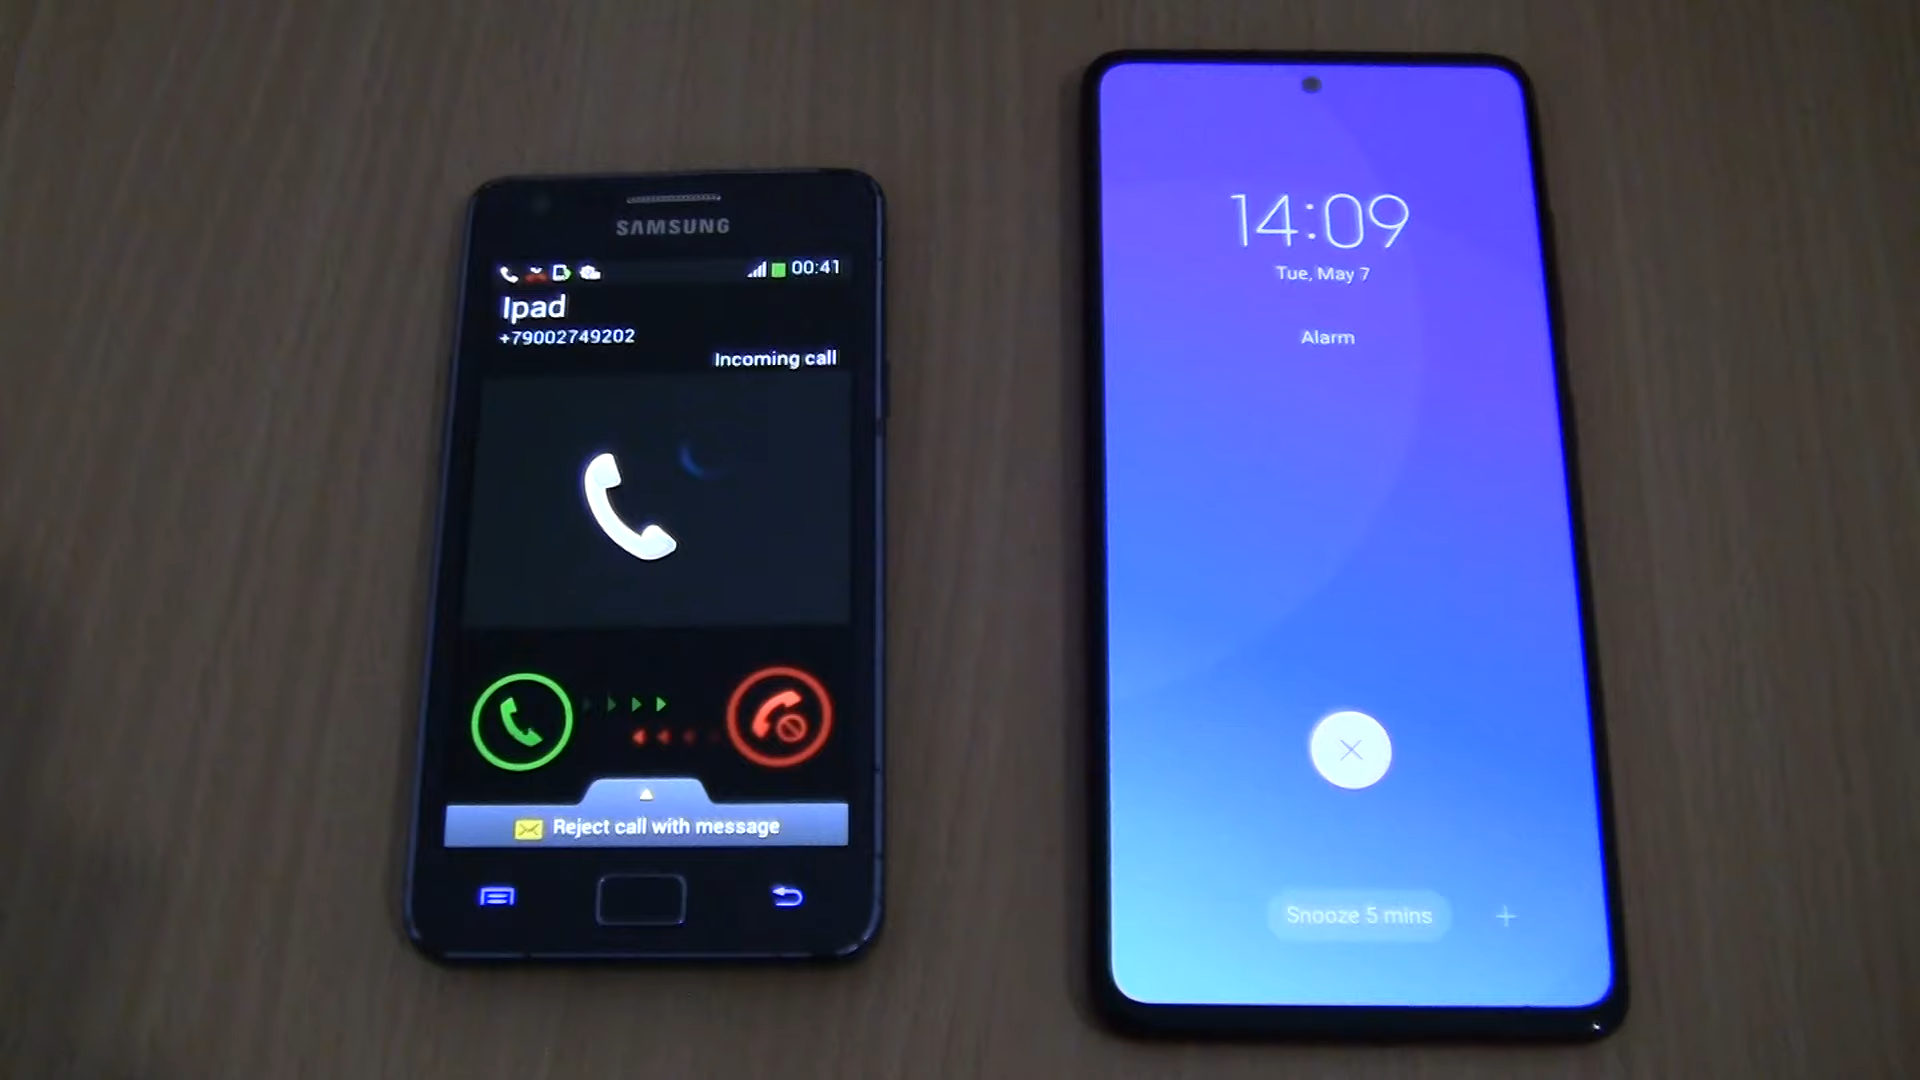 SAMSUNG
00:41
Ipad
+79002749202
Incoming call
Reject call with message
14:09
Tue, May 7
Alarm
Snooze 5 mins